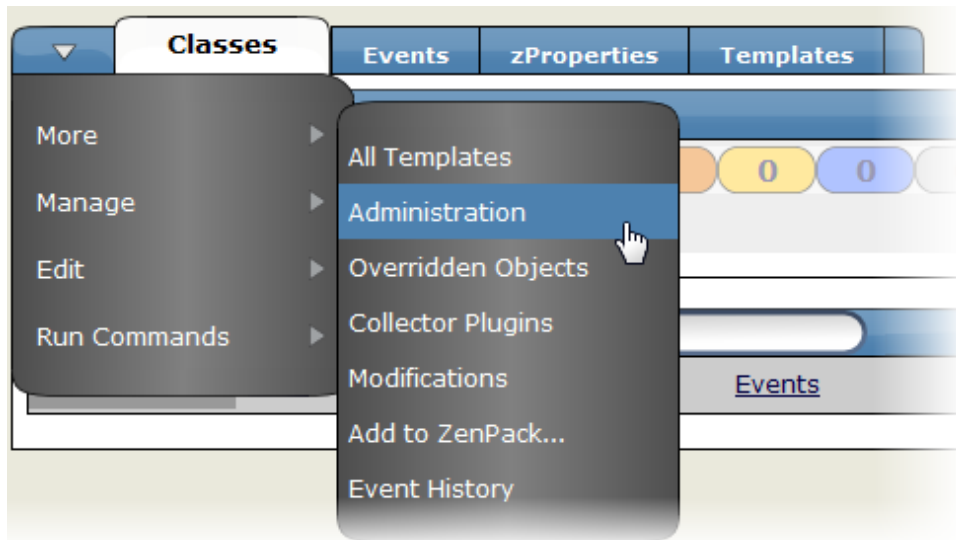 Classes Events zProperties Templates
More
Manage
Edit
Run Commands
All Templates
Administration
Overridden Objects
Collector Plugins
Modifications
Add to ZenPack...
Event History
0 0
Events